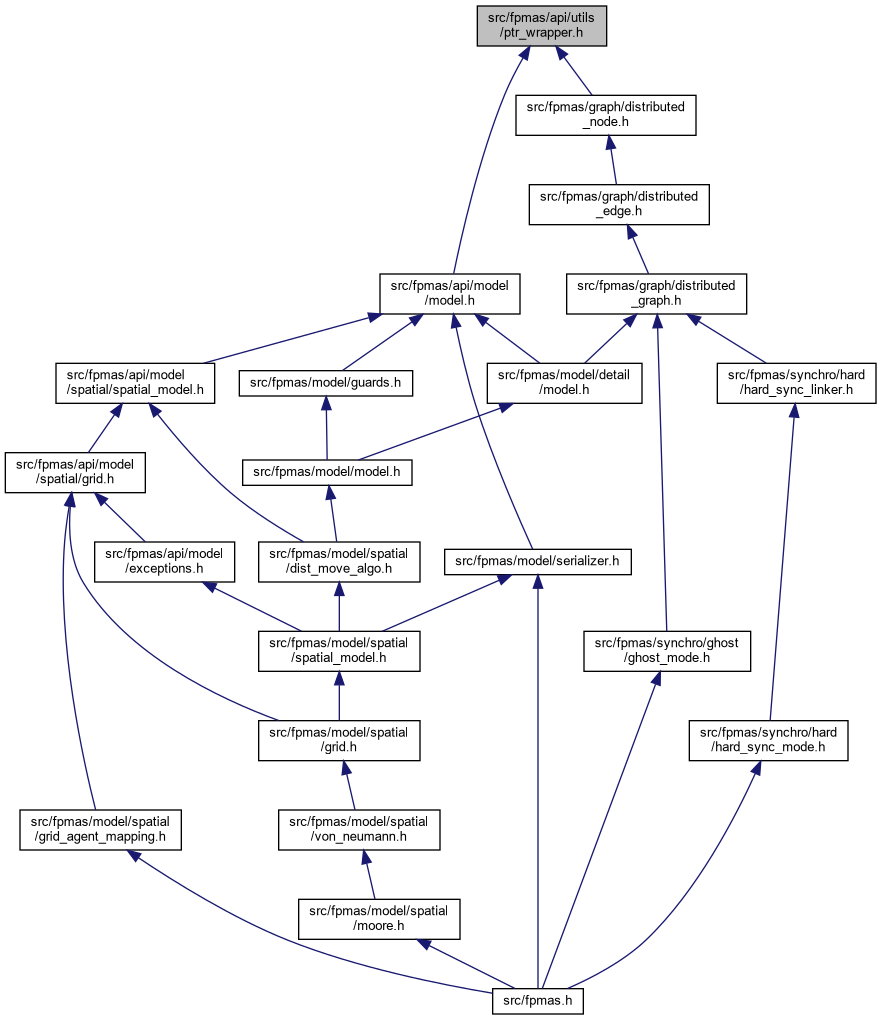 src/fpmas/api/utils
/ptr_wrapper.h
src/fpmas/graph/distributed
_node.h
src/fpmas/graph/distributed
_edge.h
src/fpmas/api/model
/model.h
src/fpmas/graph/distributed
_graph.h
src/fpmas/api/model
/spatial/spatial_model.h
src/fpmas/model/guards.h
src/fpmas/model/detail
/model.h
src/fpmas/synchro/hard
/hard_sync_linker.h
src/fpmas/api/model
/spatial/grid.h
src/fpmas/model/model.h
src/fpmas/api/model
/exceptions.h
src/fpmas/model/spatial
/dist_move_algo.h
src/fpmas/model/serializer.h
src/fpmas/model/spatial
/spatial_model.h
src/fpmas/synchro/ghost
/ghost_mode.h
src/fpmas/model/spatial
/grid.h
src/fpmas/synchro/hard
/hard_sync_mode.h
src/fpmas/model/spatial
/grid_agent_mapping.h
src/fpmas/model/spatial
/von_neumann.h
src/fpmas/model/spatial
/moore.h
src/fpmas.h